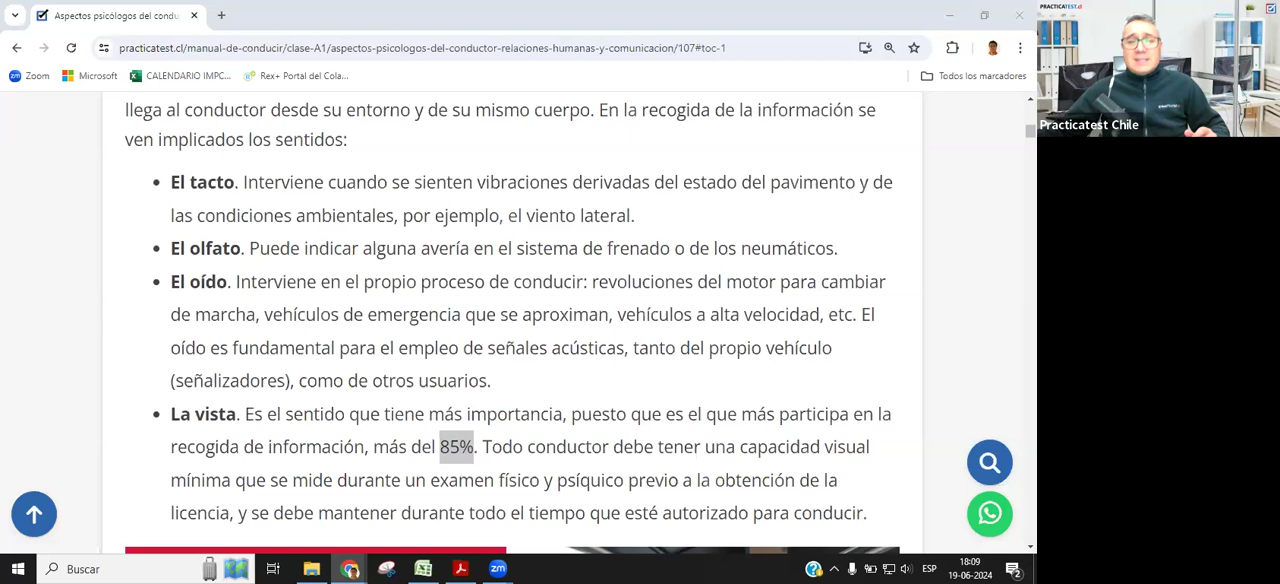 Aspectos psicólogos del condu
practicatest.cl/manual-de-conducir/clase-A1/aspectos-psicologos-del-conductor-relaciones-humanas-y-comunicacion/107#toc-1
Zoom
Microsoft
CALENDARIO IMPC...
Rex+ Portal del Cola...
Todos los marcadores
llega al conductor desde su entorno y de su mismo cuerpo. En la recogida de la información se
ven implicados los sentidos:
• El tacto. Interviene cuando se sienten vibraciones derivadas del estado del pavimento y de
las condiciones ambientales, por ejemplo, el viento lateral.
• El olfato. Puede indicar alguna avería en el sistema de frenado o de los neumáticos.
• El oído. Interviene en el propio proceso de conducir: revoluciones del motor para cambiar
de marcha, vehículos de emergencia que se aproximan, vehículos a alta velocidad, etc. El
oído es fundamental para el empleo de señales acústicas, tanto del propio vehículo
(señalizadores), como de otros usuarios.
• La vista. Es el sentido que tiene más importancia, puesto que es el que más participa en la
recogida de información, más del 85%. Todo conductor debe tener una capacidad visual
mínima que se mide durante un examen físico y psíquico previo a la obtención de la
licencia, y se debe mantener durante todo el tiempo que esté autorizado para conducir.
PRACTICATEST.cl
Practicatest Chile
Buscar
zm
ESP
18:09
19-06-2024
2